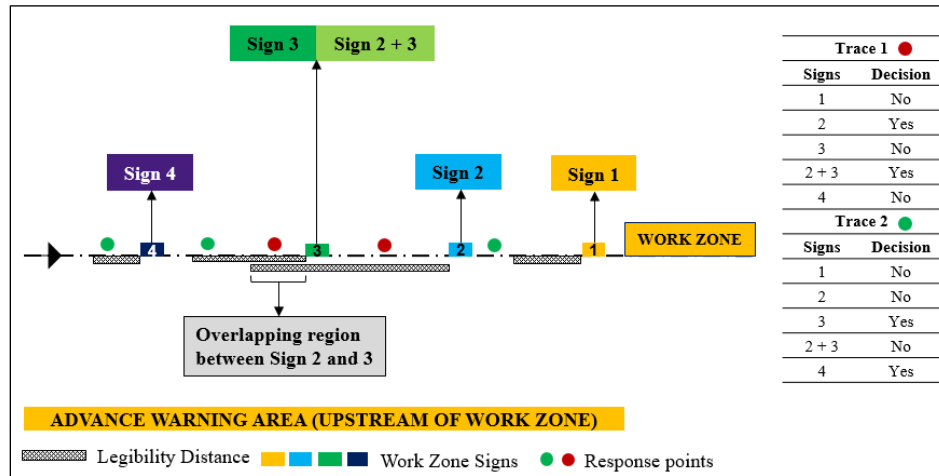 Sign 3 Sign 2 + 3
Sign 4
Sign 2
Sign 1
4
3
2
1
WORK ZONE
Overlapping region
between Sign 2 and 3
ADVANCE WARNING AREA (UPSTREAM OF WORK ZONE)
Legibility Distance Work Zone Signs Response points
Trace 1
Signs Decision
1 No
2 Yes
3 No
2 + 3 Yes
4 No
Trace 2
Signs Decision
1 No
2 No
3 Yes
2 + 3 No
4 Yes